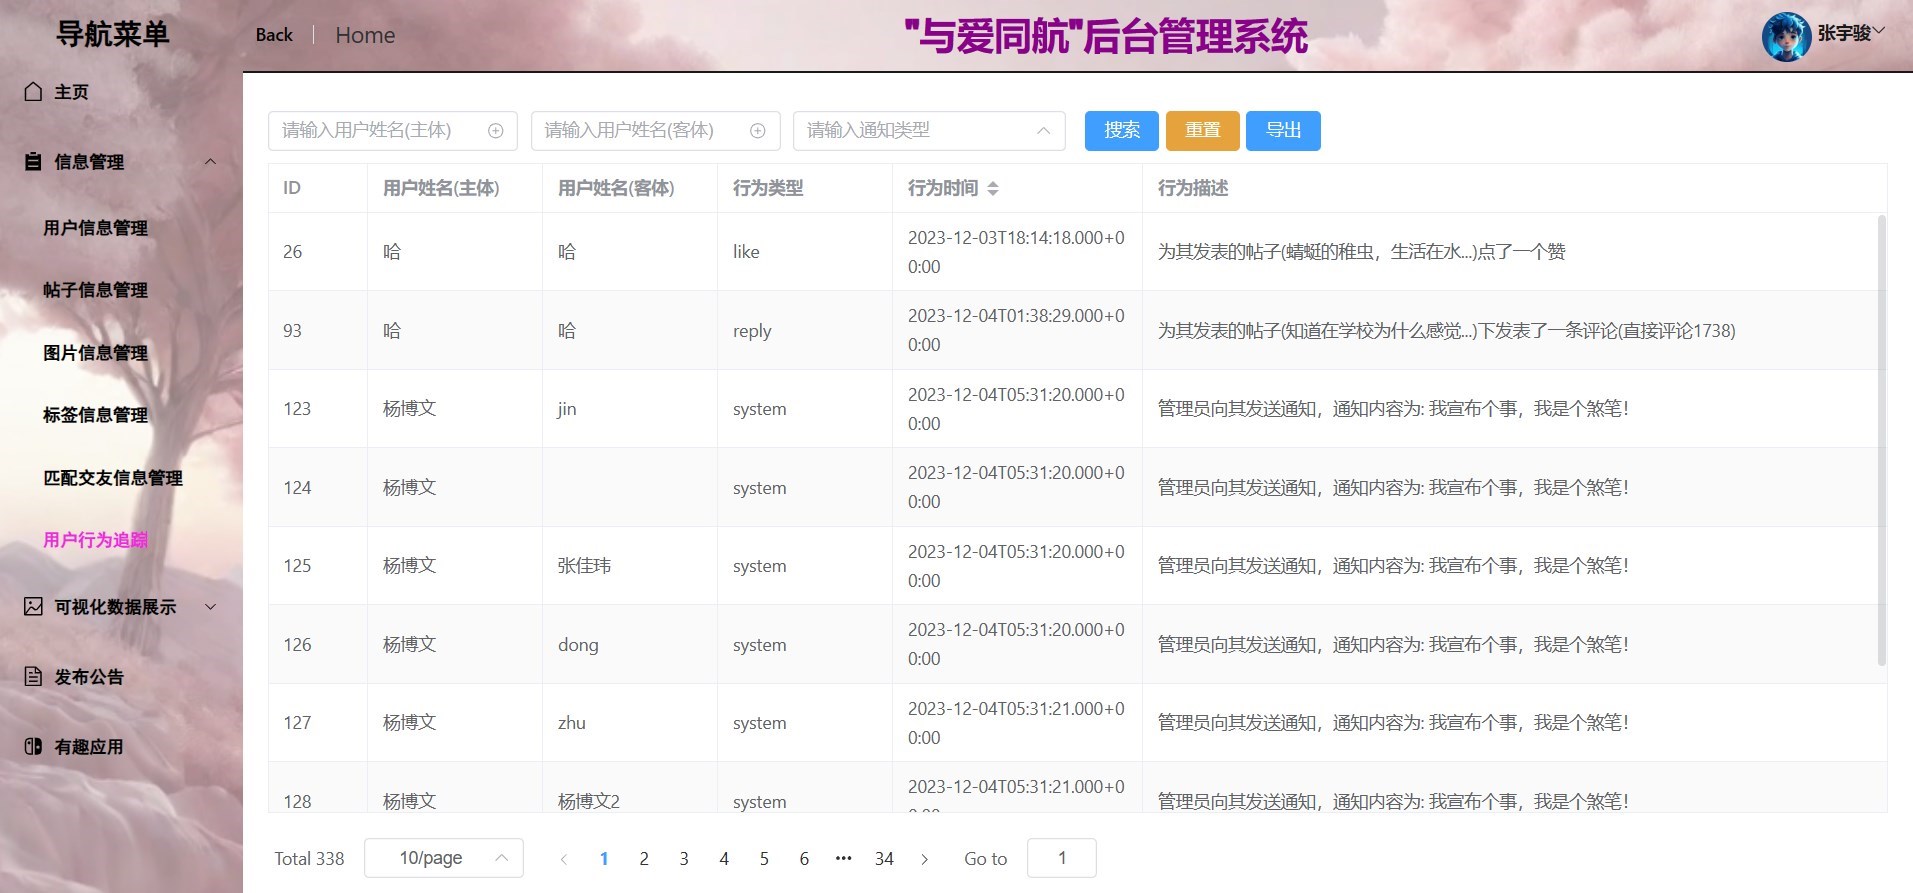 导航菜单
Back
Home
"与爱同航"后台管理系统
张宇骏
主页
信息管理
用户信息管理
帖子信息管理
图片信息管理
标签信息管理
匹配交友信息管理
用户行为追踪
可视化数据展示
发布公告
有趣应用
请输入用户姓名(主体) 请输入用户姓名(客体) 请输入通知类型 搜索 重置 导出
ID 用户姓名(主体) 用户姓名(客体) 行为类型 行为时间 行为描述
26 哈 哈 like 2023-12-03T18:14:18.000+0 为其发表的帖子(蜻蜓的稚虫，生活在水...)点了一个赞
0:00
93 哈 哈 reply 2023-12-04T01:38:29.000+0 为其发表的帖子(知道在学校为什么感觉...)下发表了一条评论(直接评论1738)
0:00
123 杨博文 jin system 2023-12-04T05:31:20.000+0 管理员向其发送通知，通知内容为: 我宣布个事，我是个煞笔！
0:00
124 杨博文 system 2023-12-04T05:31:20.000+0 管理员向其发送通知，通知内容为: 我宣布个事，我是个煞笔！
0:00
125 杨博文 张佳玮 system 2023-12-04T05:31:20.000+0 管理员向其发送通知，通知内容为: 我宣布个事，我是个煞笔！
0:00
126 杨博文 dong system 2023-12-04T05:31:20.000+0 管理员向其发送通知，通知内容为: 我宣布个事，我是个煞笔！
0:00
127 杨博文 zhu system 2023-12-04T05:31:21.000+0 管理员向其发送通知，通知内容为: 我宣布个事，我是个煞笔！
0:00
128 杨博文 杨博文2 system 2023-12-04T05:31:21.000+0 管理员向其发送通知，通知内容为: 我宣布个事，我是个煞笔！
Total 338 10/page 1 2 3 4 5 6 ••• 34 Go to 1